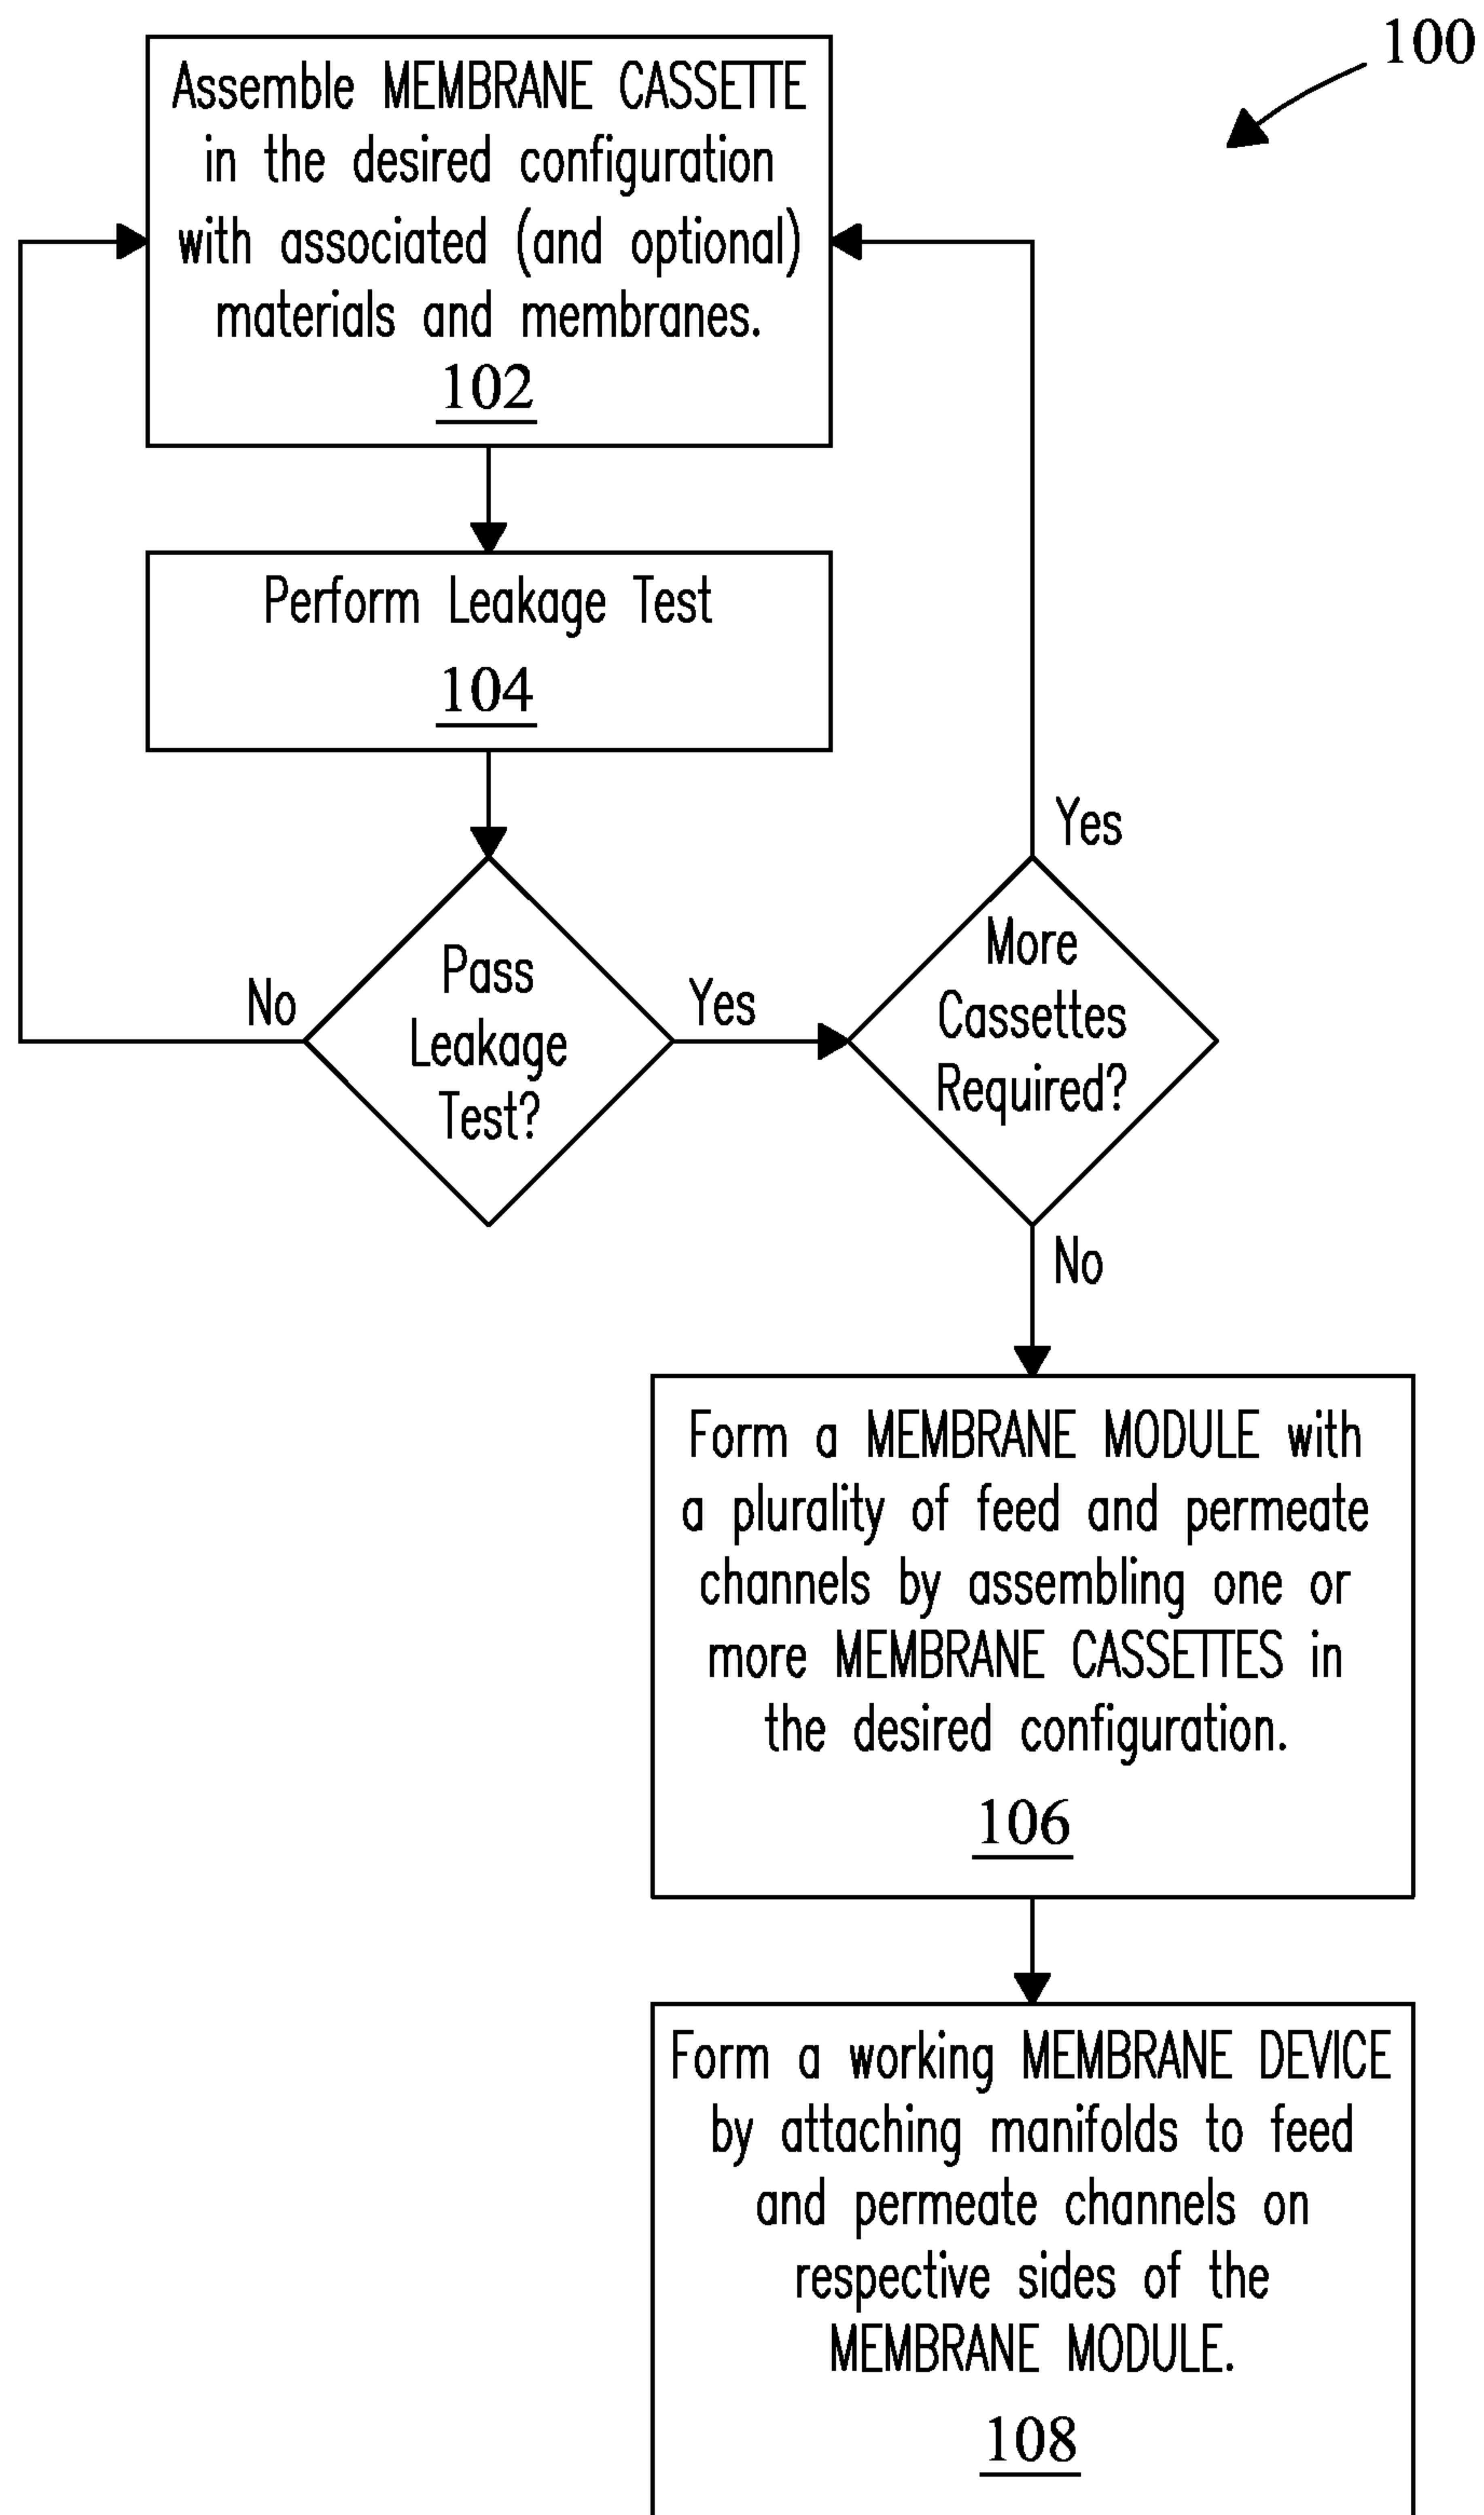 100
Assemble MEMBRANE CASSETTE
in the desired configuration
with associated (and optional)
materials and membranes.
102
Perform Leakage Test
104
Pass
Leakage
Test?
No
Yes
More
Cassettes
Required?
Yes
No
Form a MEMBRANE MODULE with
a plurality of feed and permeate
channels by assembling one or
more MEMBRANE CASSETTES in
the desired configuration.
106
Form a working MEMBRANE DEVICE
by attaching manifolds to feed
and permeate channels on
respective sides of the
MEMBRANE MODULE.
108